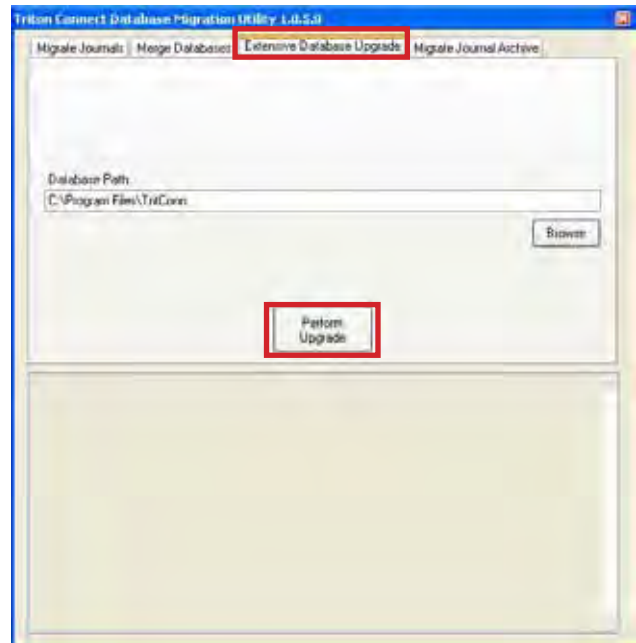 Triton Connect Database Migration Utility 1.0.5.0
Migrate Journals Merge Databases Extensive Database Upgrade Migrate Journal Archive
Database Path
C:\Program Files\TritConn
Browse
Perform
Upgrade